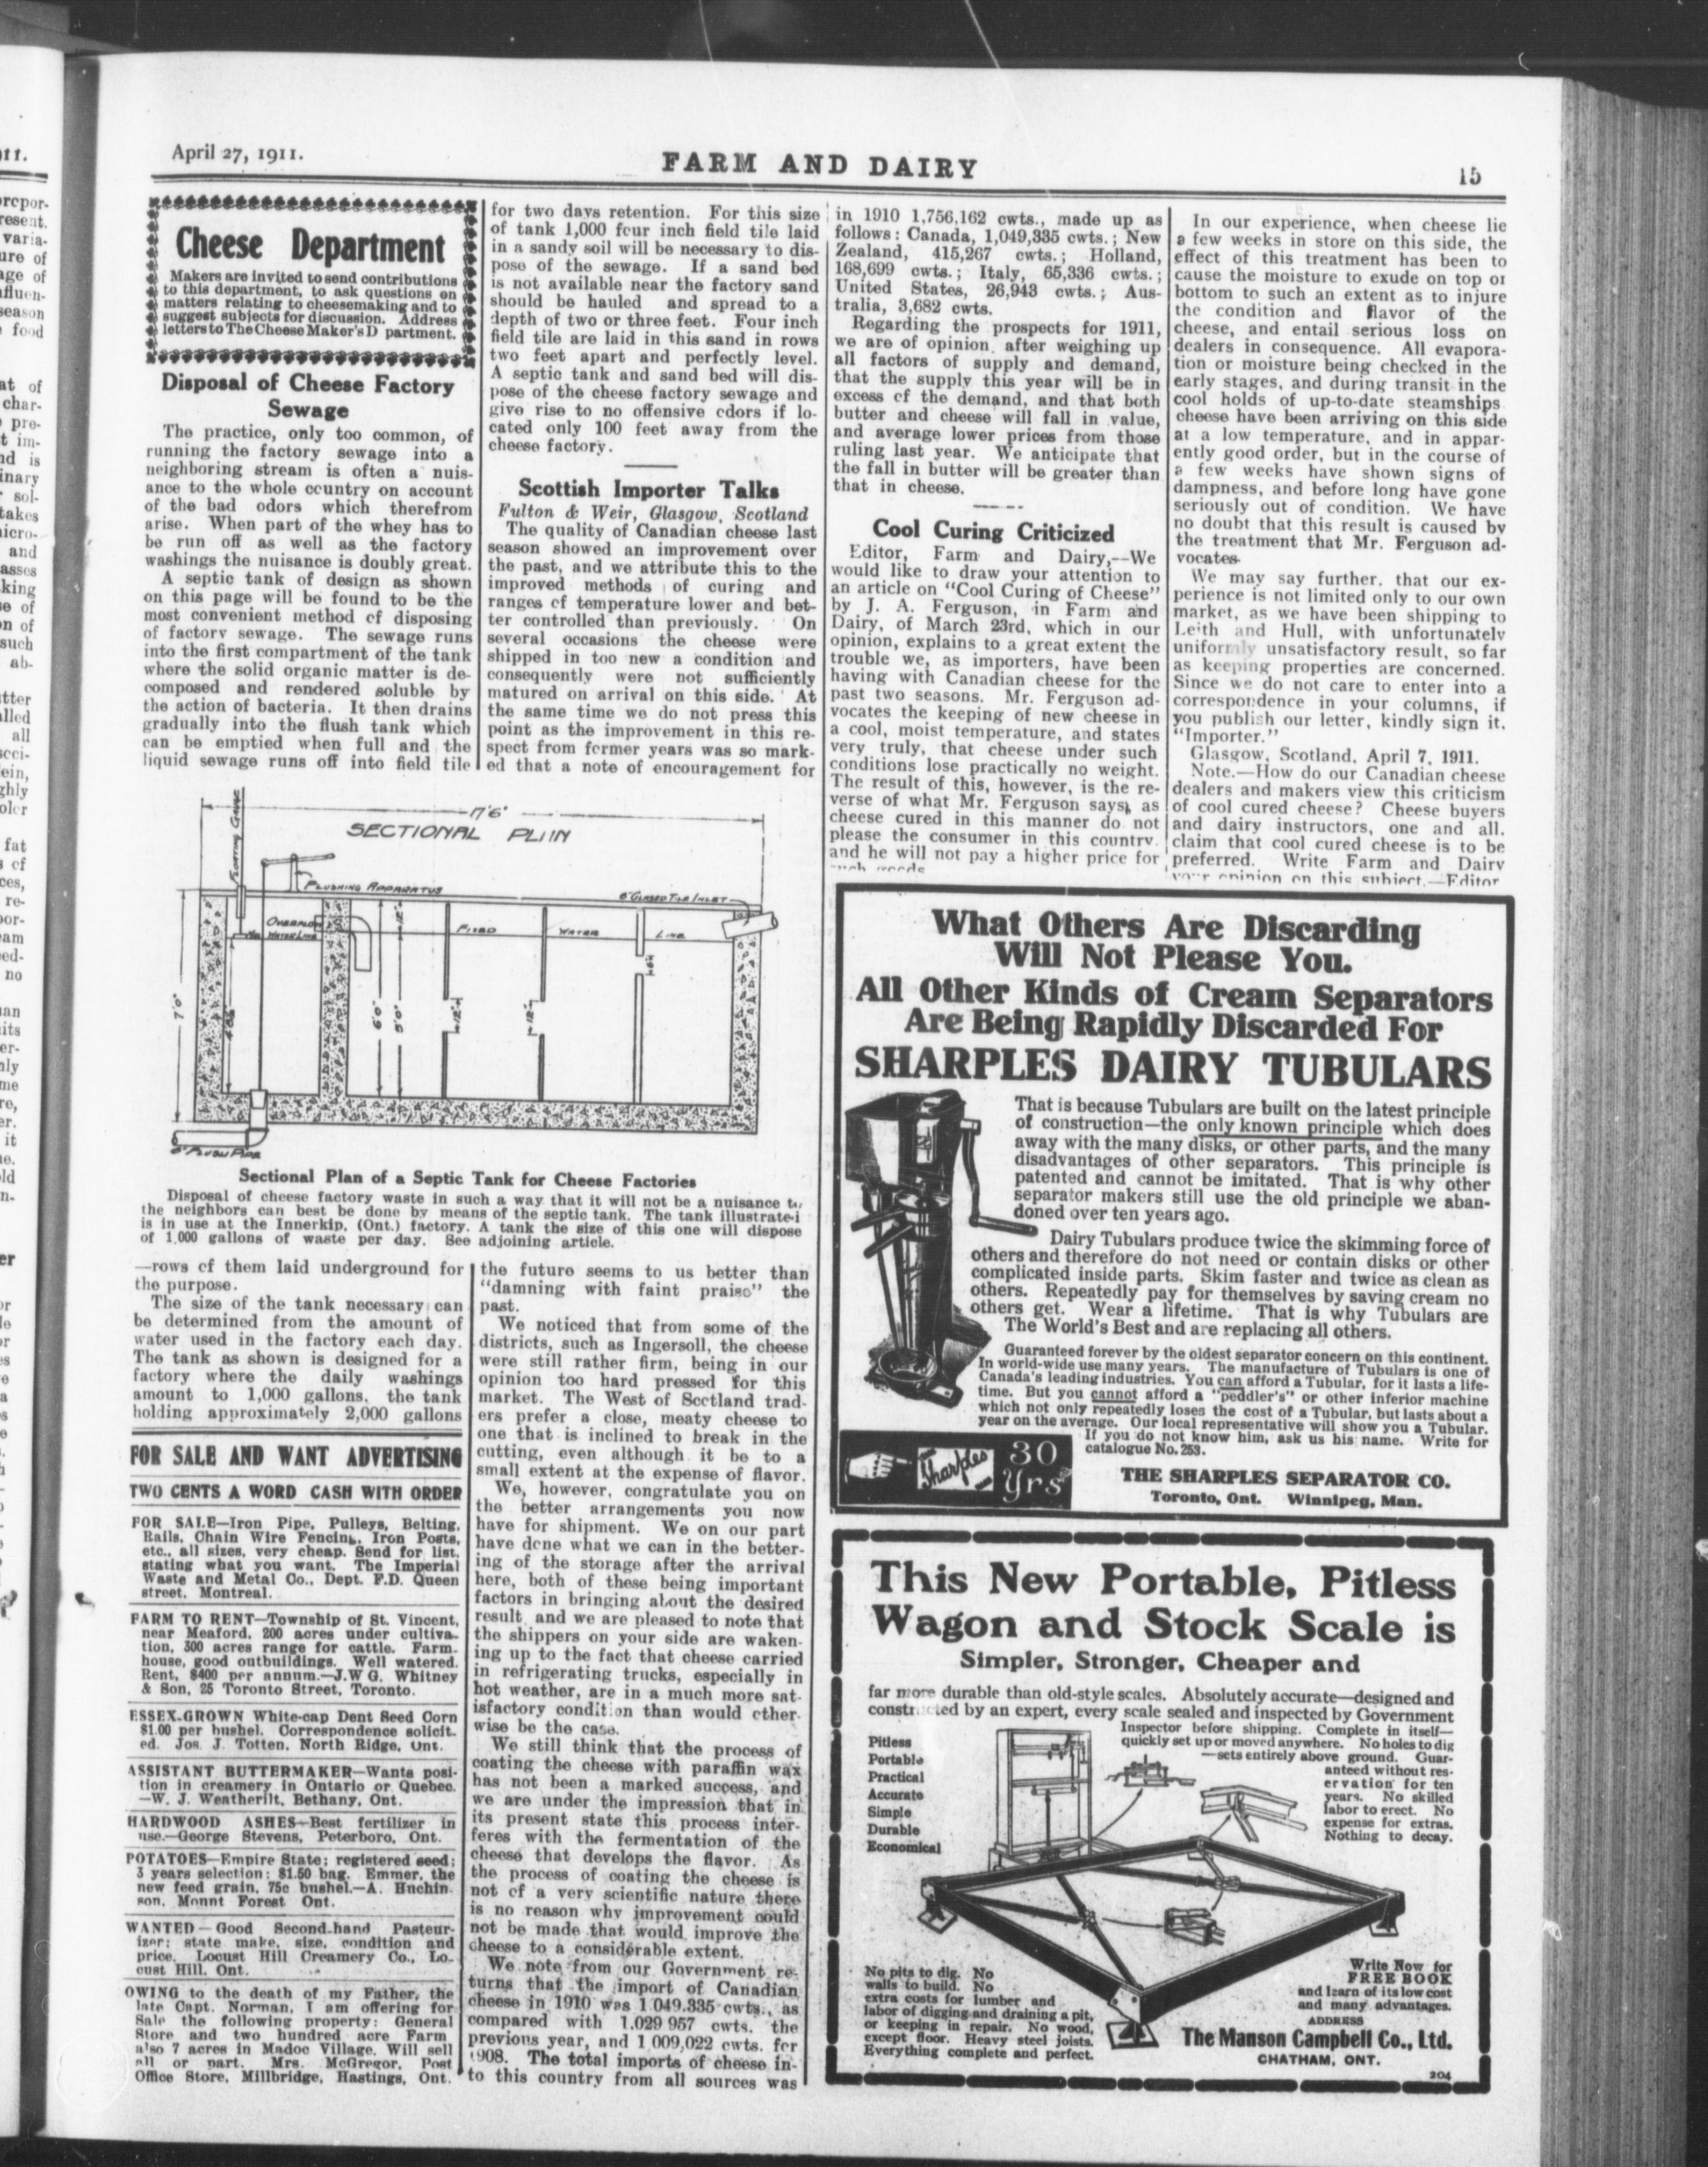 April 27, 1911.
FARM AND DAIRY
15
Cheese Department
Makers are invited to send contributions
to this department, to ask questions on
matters relating to cheesemaking and to
suggest subjects for discussion. Address
letters to The Cheese Maker's D partment.
Disposal of Cheese Factory
Sewage
The practice, only too common, of
running the factory sewage into a
neighboring stream is often a nuis-
ance to the whole country on account
of the bad odors which therefrom
arise. When part of the whey has to
be run off as well as the factory
washings the nuisance is doubly great.
A septic tank of design as shown
on this page will be found to be the
most convenient method of disposing
of factory sewage. The sewage runs
into the first compartment of the tank
where the solid organic matter is de-
composed and rendered soluble by
the action of bacteria. It then drains
gradually into the flush tank which
can be emptied when full and the
liquid sewage runs off into field tile
17'6"
SECTIONAL PLAN
FLOATING GAUGE
FLUSHING APPARATUS
6" GLAZED TILE INLET
OVERFLOW
WATER LINE
FIXED WATER LINE
7'0"
6'0"
5'0"
12"
12"
12"
6" FLUSH PIPE
Sectional Plan of a Septic Tank for Cheese Factories
Disposal of cheese factory waste in such a way that it will not be a nuisance to
the neighbors can best be done by means of the septic tank. The tank illustrated
is in use at the Innerkip, (Ont.) factory. A tank the size of this one will dispose
of 1,000 gallons of waste per day. See adjoining article.
—rows of them laid underground for
the purpose.
The size of the tank necessary can
be determined from the amount of
water used in the factory each day.
The tank as shown is designed for a
factory where the daily washings
amount to 1,000 gallons, the tank
holding approximately 2,000 gallons
for two days retention. For this size
of tank 1,000 four inch field tile laid
in a sandy soil will be necessary to dis-
pose of the sewage. If a sand bed
is not available near the factory sand
should be hauled and spread to a
depth of two or three feet. Four inch
field tile are laid in this sand in rows
two feet apart and perfectly level.
A septic tank and sand bed will dis-
pose of the cheese factory sewage and
give rise to no offensive odors if lo-
cated only 100 feet away from the
cheese factory.
Scottish Importer Talks
Fulton & Weir, Glasgow, Scotland
The quality of Canadian cheese last
season showed an improvement over
the past, and we attribute this to the
improved methods of curing and
ranges of temperature lower and bet-
ter controlled than previously. On
several occasions the cheese were
shipped in too new a condition and
consequently were not sufficiently
matured on arrival on this side. At
the same time we do not press this
point as the improvement in this re-
spect from former years was so mark-
ed that a note of encouragement for
the future seems to us better than
"damning with faint praise" the
past.
We noticed that from some of the
districts, such as Ingersoll, the cheese
were still rather firm, being in our
opinion too hard pressed for this
market. The West of Scotland trad-
ers prefer a close, meaty cheese to
one that is inclined to break in the
cutting, even although it be to a
small extent at the expense of flavor.
We, however, congratulate you on
the better arrangements you now
have for shipment. We on our part
have done what we can in the better-
ing of the storage after the arrival
here, both of these being important
factors in bringing about the desired
result and we are pleased to note that
the shippers on your side are waken-
ing up to the fact that cheese carried
in refrigerating trucks, especially in
hot weather, are in a much more sat-
isfactory condition than would other-
wise be the case.
We still think that the process of
coating the cheese with paraffin wax
has not been a marked success, and
we are under the impression that in
its present state this process inter-
feres with the fermentation of the
cheese that develops the flavor. As
the process of coating the cheese is
not of a very scientific nature there
is no reason why improvement could
not be made that would improve the
cheese to a considerable extent.
We note from our Government re-
turns that the import of Canadian
cheese in 1910 was 1,049,335 cwts., as
compared with 1,029,957 cwts. the
previous year, and 1,009,022 cwts. for
1908. The total imports of cheese in-
to this country from all sources was
in 1910 1,756,162 cwts., made up as
follows: Canada, 1,049,335 cwts.; New
Zealand, 415,267 cwts.; Holland,
168,699 cwts.; Italy, 65,336 cwts.;
United States, 26,943 cwts.; Aus-
tralia, 3,682 cwts.
Regarding the prospects for 1911,
we are of opinion, after weighing up
all factors of supply and demand,
that the supply this year will be in
excess of the demand, and that both
butter and cheese will fall in value,
and average lower prices from those
ruling last year. We anticipate that
the fall in butter will be greater than
that in cheese.
Cool Curing Criticized
Editor, Farm and Dairy,—We
would like to draw your attention to
an article on "Cool Curing of Cheese"
by J. A. Ferguson, in Farm and
Dairy, of March 23rd, which in our
opinion, explains to a great extent the
trouble we, as importers, have been
having with Canadian cheese for the
past two seasons. Mr. Ferguson ad-
vocates the keeping of new cheese in
a cool, moist temperature, and states
very truly, that cheese under such
conditions lose practically no weight.
The result of this, however, is the re-
verse of what Mr. Ferguson says, as
cheese cured in this manner do not
please the consumer in this country,
and he will not pay a higher price for
such goods
In our experience, when cheese lie
a few weeks in store on this side, the
effect of this treatment has been to
cause the moisture to exude on top or
bottom to such an extent as to injure
the condition and flavor of the
cheese, and entail serious loss on
dealers in consequence. All evapora-
tion or moisture being checked in the
early stages, and during transit in the
cool holds of up-to-date steamships
cheese have been arriving on this side
at a low temperature, and in appar-
ently good order, but in the course of
a few weeks have shown signs of
dampness, and before long have gone
seriously out of condition. We have
no doubt that this result is caused by
the treatment that Mr. Ferguson ad-
vocates.
We may say further, that our ex-
perience is not limited only to our own
market, as we have been shipping to
Leith and Hull, with unfortunately
uniformly unsatisfactory result, so far
as keeping properties are concerned.
Since we do not care to enter into a
correspondence in your columns, if
you publish our letter, kindly sign it,
"Importer."
Glasgow, Scotland, April 7, 1911.
Note.—How do our Canadian cheese
dealers and makers view this criticism
of cool cured cheese? Cheese buyers
and dairy instructors, one and all,
claim that cool cured cheese is to be
preferred. Write Farm and Dairy
your opinion on this subject.—Editor
FOR SALE AND WANT ADVERTISING
TWO CENTS A WORD CASH WITH ORDER
FOR SALE—Iron Pipe, Pulleys, Belting,
Rails, Chain Wire Fencing, Iron Posts,
etc., all sizes, very cheap. Send for list,
stating what you want. The Imperial
Waste and Metal Co., Dept. F.D. Queen
street, Montreal.
FARM TO RENT—Township of St. Vincent,
near Meaford, 200 acres under cultiva-
tion, 300 acres range for cattle. Farm-
house, good outbuildings. Well watered.
Rent, $400 per annum.—J.W G. Whitney
& Son, 25 Toronto Street, Toronto.
ESSEX-GROWN White-cap Dent Seed Corn
$1.00 per bushel. Correspondence solicit-
ed. Jos. J. Totten, North Ridge, Ont.
ASSISTANT BUTTERMAKER—Wants posi-
tion in creamery in Ontario or Quebec.
—W. J. Weatherilt, Bethany, Ont.
HARDWOOD ASHES—Best fertilizer in
use.—George Stevens, Peterboro, Ont.
POTATOES—Empire State; registered seed;
3 years selection; $1.50 bag. Emmer, the
new feed grain, 75c bushel.—A. Huchin-
son, Mount Forest Ont.
WANTED—Good Second-hand Pasteur-
izer; state make, size, condition and
price. Locust Hill Creamery Co., Lo-
cust Hill, Ont.
OWING to the death of my Father, the
late Capt. Norman, I am offering for
Sale the following property: General
Store and two hundred acre Farm
also 7 acres in Madoc Village. Will sell
all or part. Mrs. McGregor, Post
Office Store, Millbridge, Hastings, Ont.
What Others Are Discarding
Will Not Please You.
All Other Kinds of Cream Separators
Are Being Rapidly Discarded For
SHARPLES DAIRY TUBULARS
That is because Tubulars are built on the latest principle
of construction—the only known principle which does
away with the many disks, or other parts, and the many
disadvantages of other separators. This principle is
patented and cannot be imitated. That is why other
separator makers still use the old principle we aban-
doned over ten years ago.
Dairy Tubulars produce twice the skimming force of
others and therefore do not need or contain disks or other
complicated inside parts. Skim faster and twice as clean as
others. Repeatedly pay for themselves by saving cream no
others get. Wear a lifetime. That is why Tubulars are
The World's Best and are replacing all others.
Guaranteed forever by the oldest separator concern on this continent.
In world-wide use many years. The manufacture of Tubulars is one of
Canada's leading industries. You can afford a Tubular, for it lasts a life-
time. But you cannot afford a "peddler's" or other inferior machine
which not only repeatedly loses the cost of a Tubular, but lasts about a
year on the average. Our local representative will show you a Tubular.
If you do not know him, ask us his name. Write for
catalogue No. 253.
Sharples
30
Yrs
THE SHARPLES SEPARATOR CO.
Toronto, Ont. Winnipeg, Man.
This New Portable, Pitless
Wagon and Stock Scale is
Simpler, Stronger, Cheaper and
far more durable than old-style scales. Absolutely accurate—designed and
constructed by an expert, every scale sealed and inspected by Government
Inspector before shipping. Complete in itself—
quickly set up or moved anywhere. No holes to dig
—sets entirely above ground. Guar-
anteed without res-
ervation for ten
years. No skilled
labor to erect. No
expense for extras.
Nothing to decay.
Pitless
Portable
Practical
Accurate
Simple
Durable
Economical
No pits to dig. No
walls to build. No
extra costs for lumber and
labor of digging and draining a pit,
or keeping in repair. No wood,
except floor. Heavy steel joists.
Everything complete and perfect.
Write Now for
FREE BOOK
and learn of its low cost
and many advantages.
ADDRESS
The Manson Campbell Co., Ltd.
CHATHAM, ONT.
204